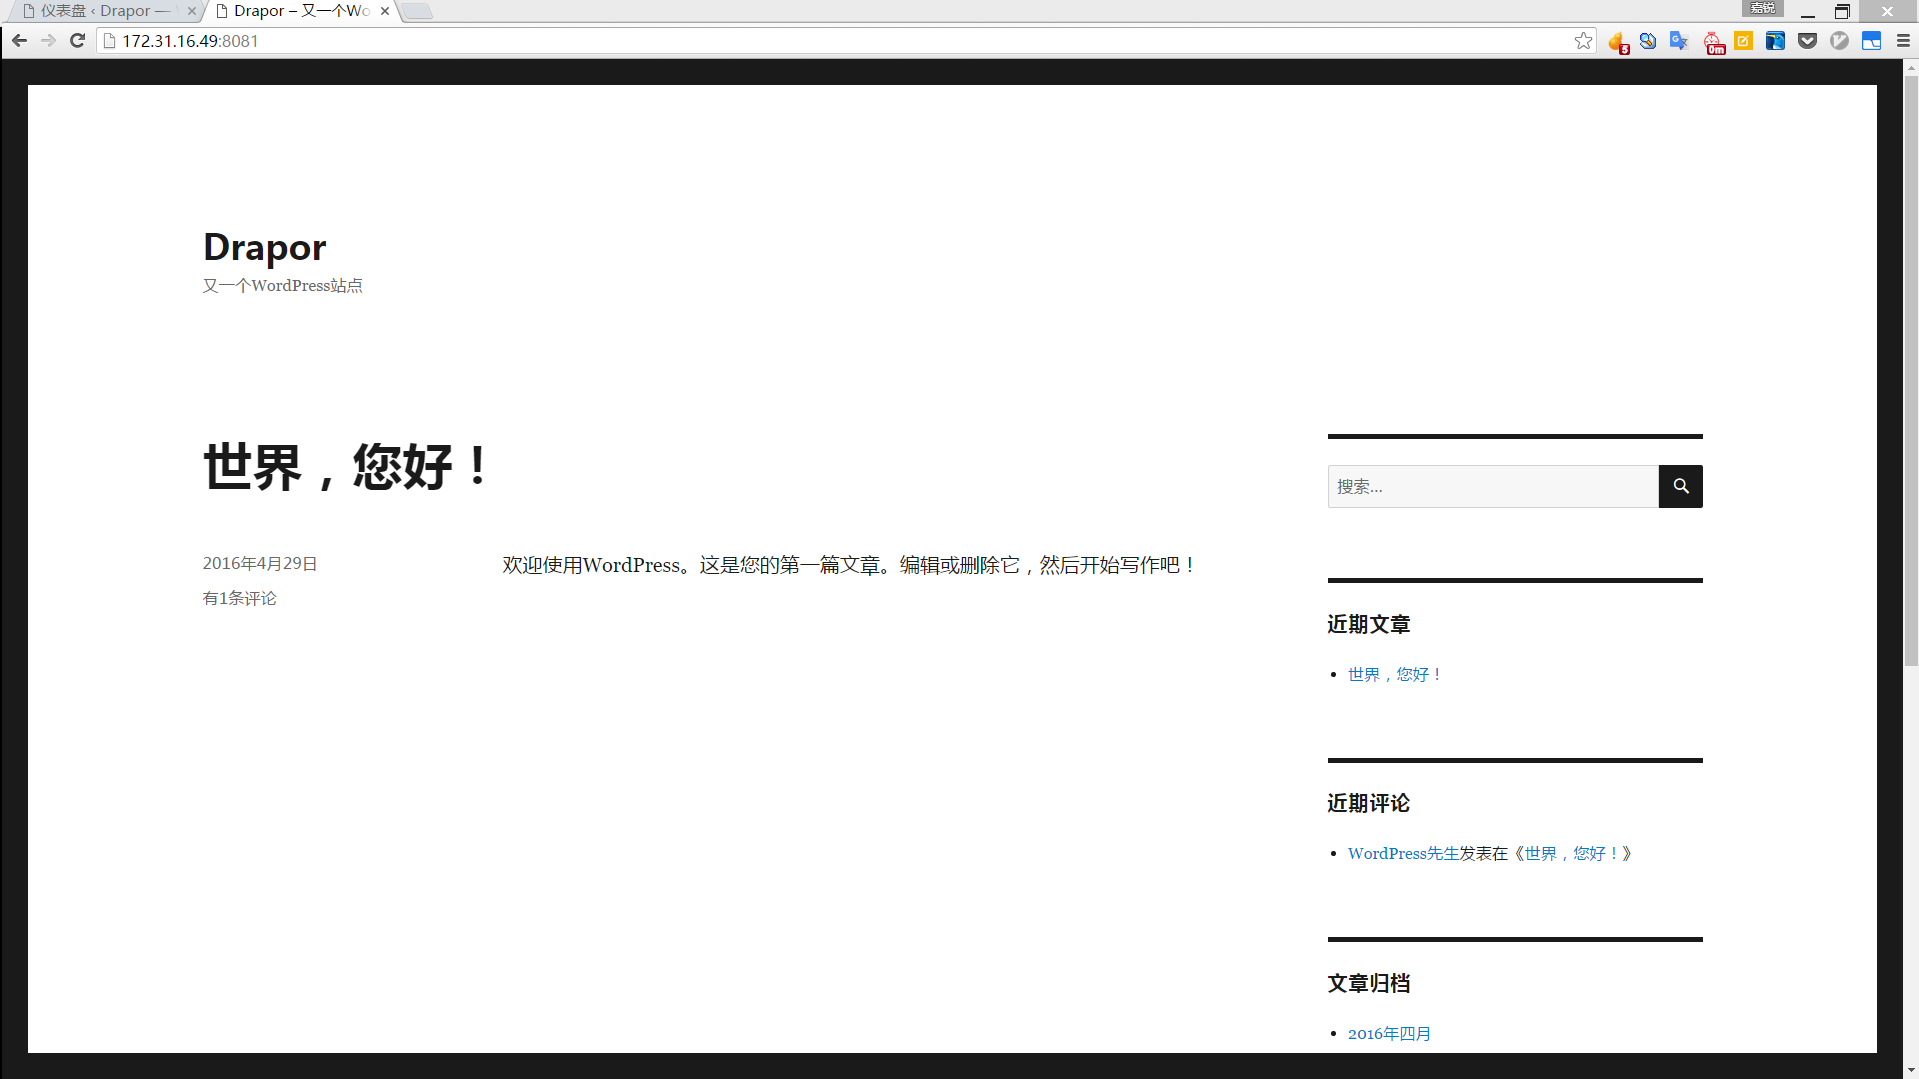 仪表盘 ‹ Drapor —
Drapor – 又一个Wo
嘉锐
172.31.16.49:8081
3
0m
Drapor
又一个WordPress站点
世界，您好！
2016年4月29日
有1条评论
欢迎使用WordPress。这是您的第一篇文章。编辑或删除它，然后开始写作吧！
搜索…
近期文章
世界，您好！
近期评论
WordPress先生发表在《世界，您好！》
文章归档
2016年四月